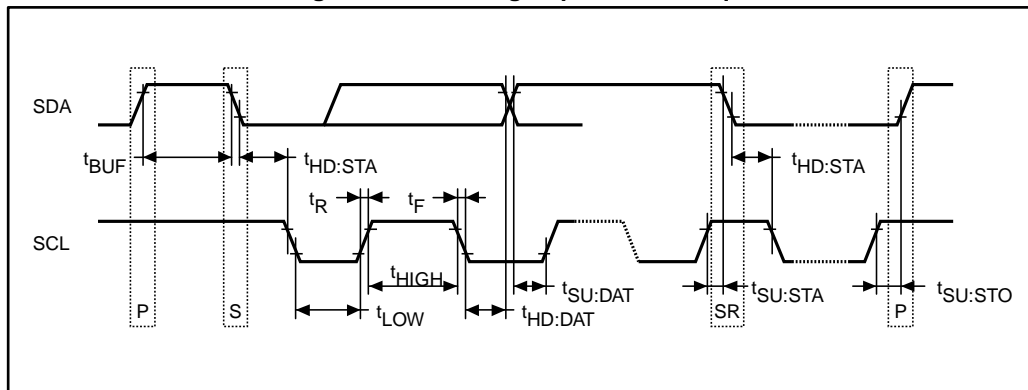 SDA
tBUF
tHD:STA
tHD:STA
tR
tF
SCL
tHIGH
tLOW
tHD:DAT
tSU:DAT
tSU:STA
tSU:STO
P
S
SR
P